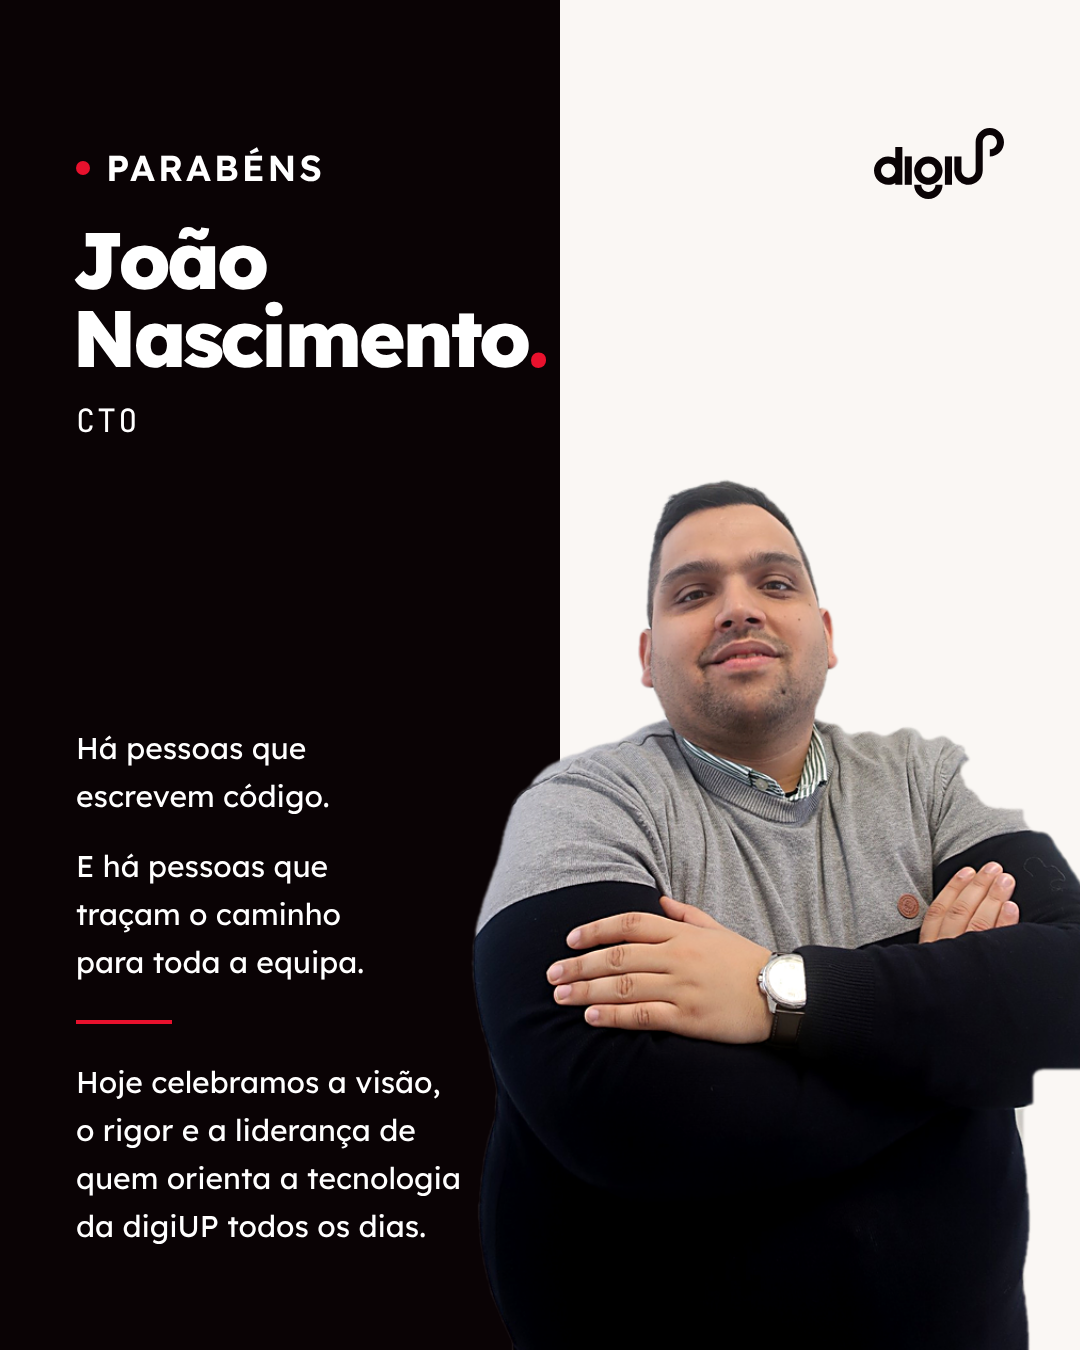 PARABÉNS
digiUP
João
Nascimento.
CTO
Há pessoas que
escrevem código.
E há pessoas que
traçam o caminho
para toda a equipa.
Hoje celebramos a visão,
o rigor e a liderança de
quem orienta a tecnologia
da digiUP todos os dias.